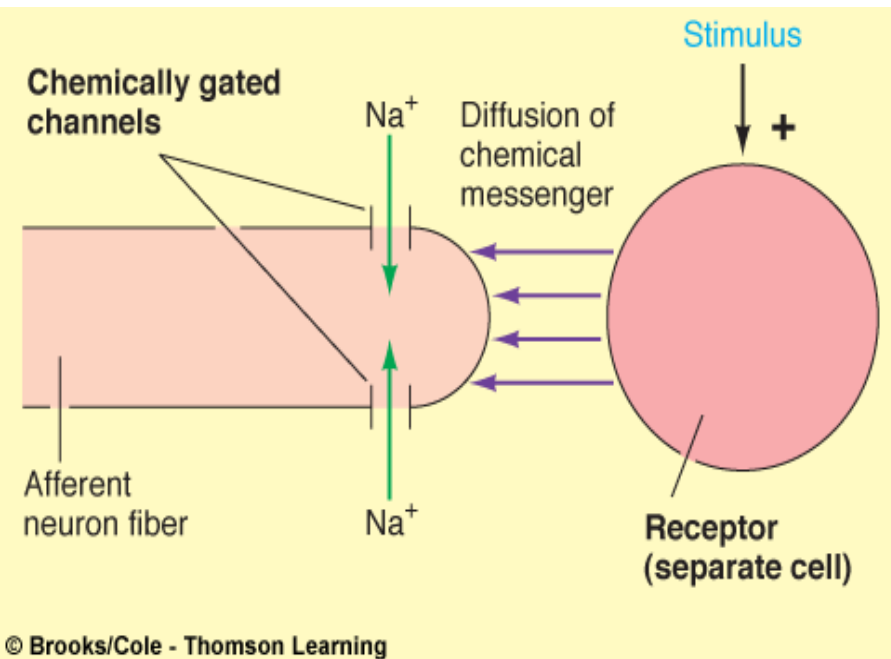 Stimulus
+
Chemically gated
channels
Na⁺
Diffusion of
chemical
messenger
Afferent
neuron fiber
Na⁺
Receptor
(separate cell)
© Brooks/Cole - Thomson Learning